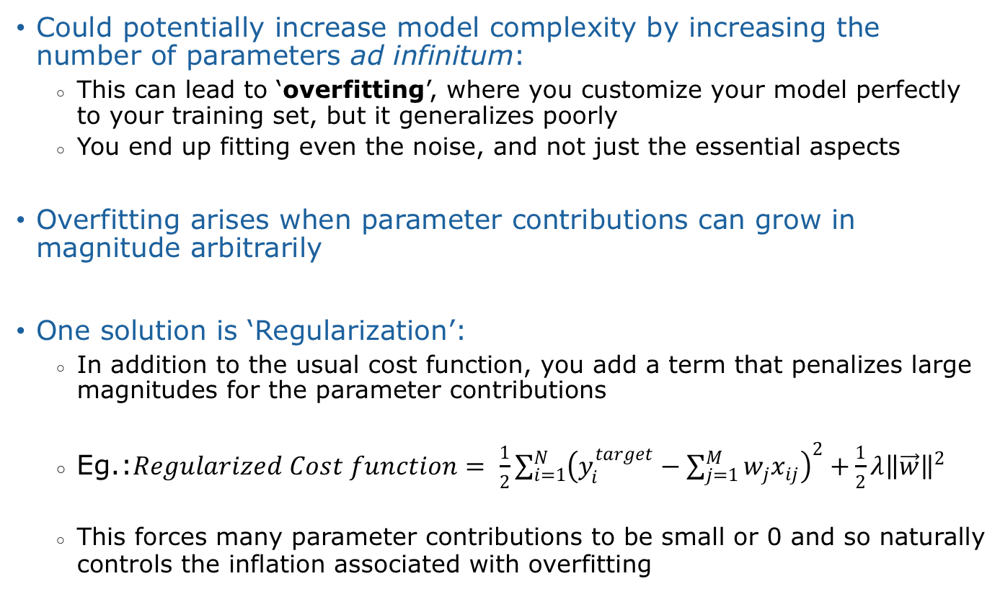 • Could potentially increase model complexity by increasing the
number of parameters ad infinitum:
○ This can lead to ‘overfitting’, where you customize your model perfectly
to your training set, but it generalizes poorly
○ You end up fitting even the noise, and not just the essential aspects
• Overfitting arises when parameter contributions can grow in
magnitude arbitrarily
• One solution is ‘Regularization’:
○ In addition to the usual cost function, you add a term that penalizes large
magnitudes for the parameter contributions
○ Eg.: Regularized Cost function = \frac{1}{2}\sum_{i=1}^{N}(y_i^{target} − \sum_{j=1}^{M} w_j x_{ij})^2 + \frac{1}{2}λ‖\vec{w}‖^2
○ This forces many parameter contributions to be small or 0 and so naturally
controls the inflation associated with overfitting